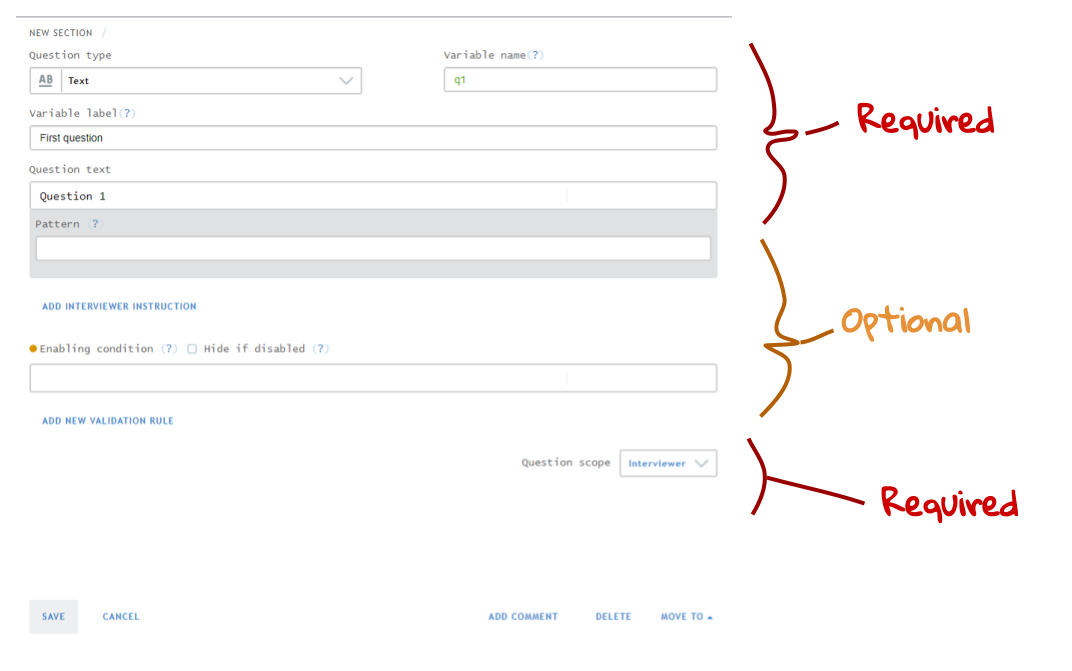 NEW SECTION /
Question type
Variable name(?)
AB Text
q1
Variable label(?)
First question
Required
Question text
Question 1
Pattern (?)
ADD INTERVIEWER INSTRUCTION
Optional
Enabling condition (?) Hide if disabled (?)
ADD NEW VALIDATION RULE
Question scope Interviewer
Required
SAVE CANCEL ADD COMMENT DELETE MOVE TO